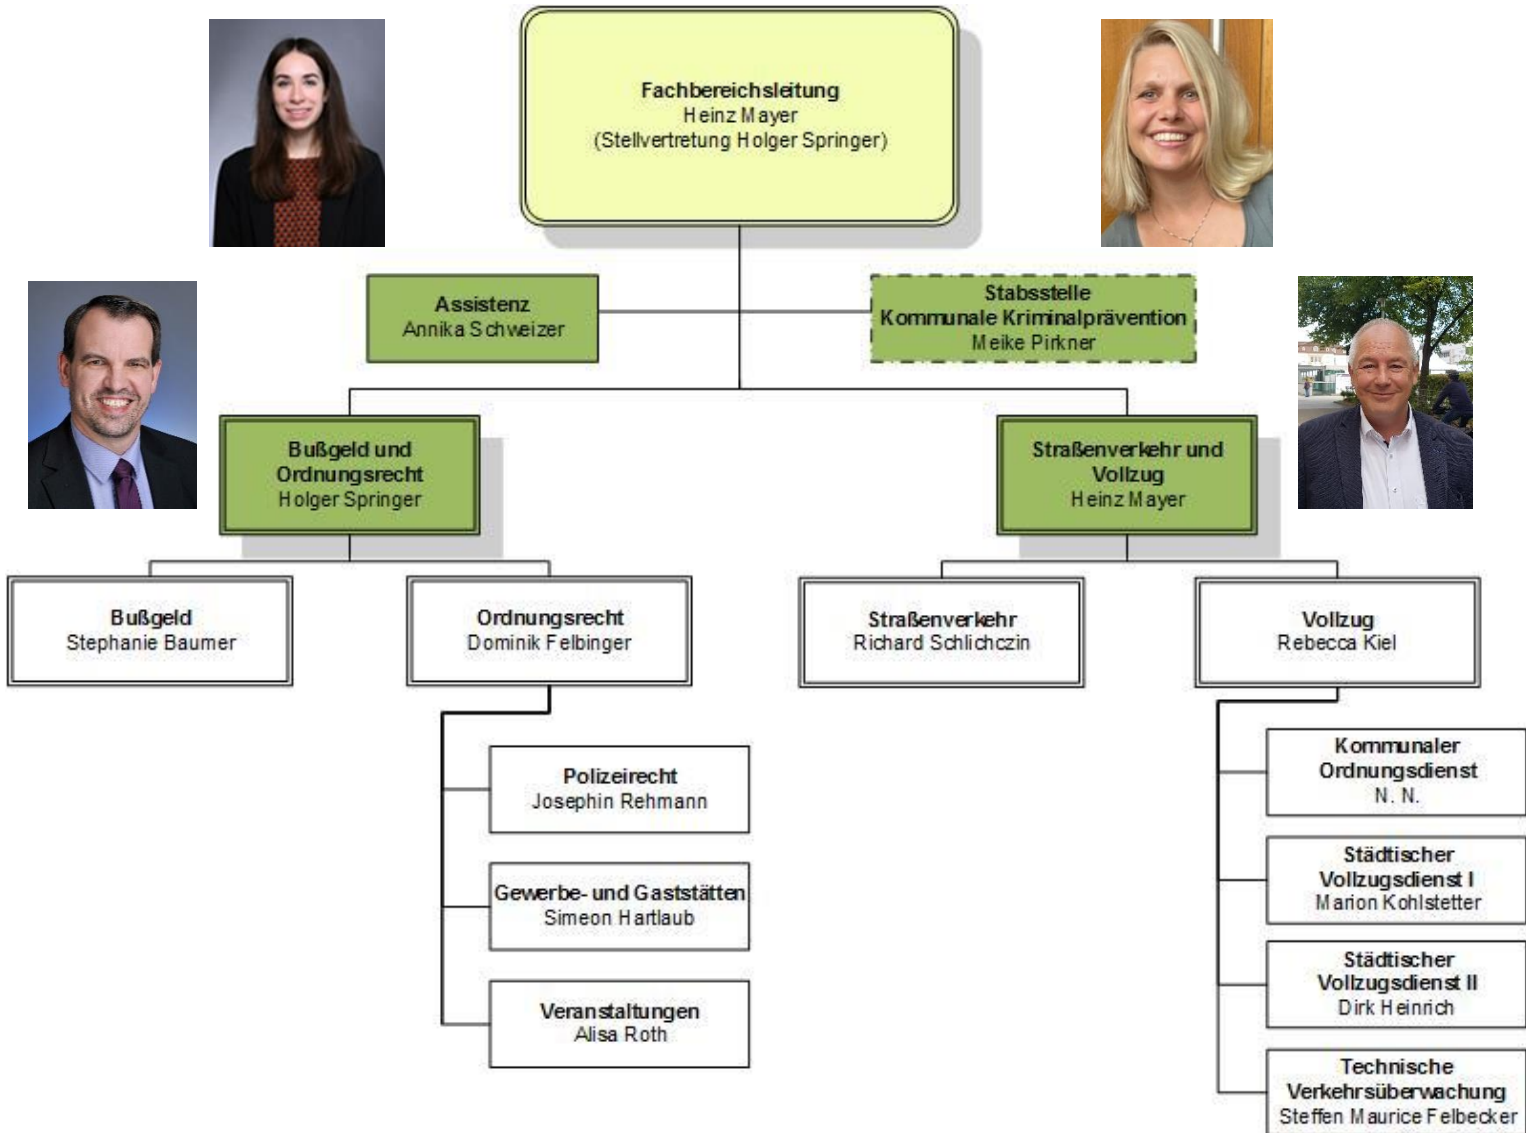 Fachbereichsleitung
Heinz Mayer
(Stellvertretung Holger Springer)
Assistenz
Annika Schweizer
Stabsstelle
Kommunale Kriminalprävention
Meike Pirkner
Bußgeld und
Ordnungsrecht
Holger Springer
Straßenverkehr und
Vollzug
Heinz Mayer
Bußgeld
Stephanie Baumer
Ordnungsrecht
Dominik Felbinger
Straßenverkehr
Richard Schlichczin
Vollzug
Rebecca Kiel
Polizeirecht
Josephin Rehmann
Gewerbe- und Gaststätten
Simeon Hartlaub
Veranstaltungen
Alisa Roth
Kommunaler
Ordnungsdienst
N. N.
Städtischer
Vollzugsdienst I
Marion Kohlstetter
Städtischer
Vollzugsdienst II
Dirk Heinrich
Technische
Verkehrsüberwachung
Steffen Maurice Felbecker